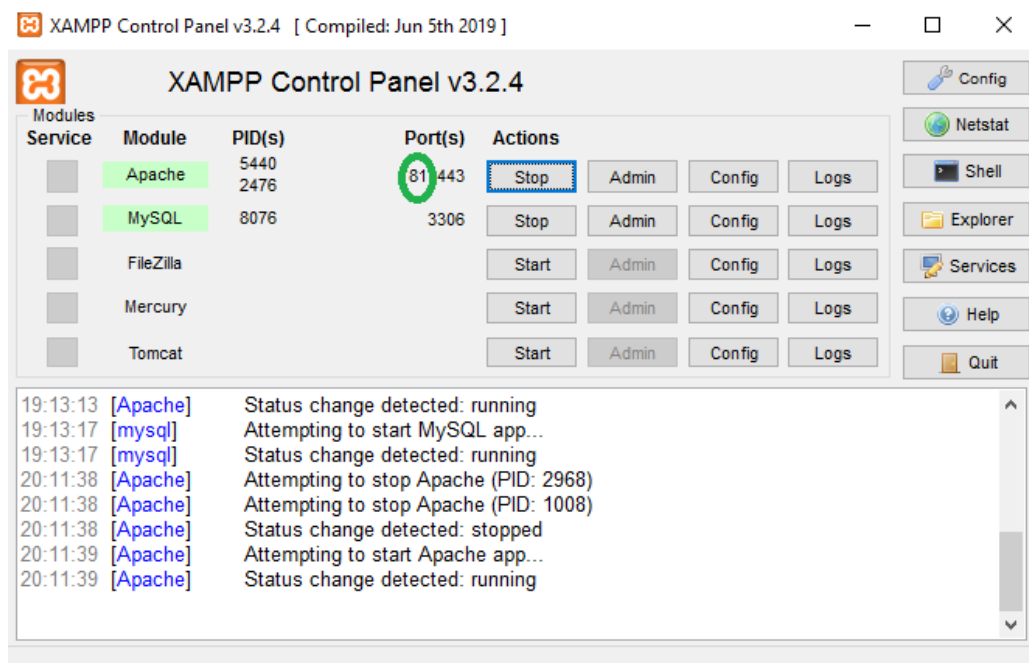 XAMPP Control Panel v3.2.4 [ Compiled: Jun 5th 2019 ]
XAMPP Control Panel v3.2.4
Config
Modules
Netstat
Service Module PID(s) Port(s) Actions
Apache 5440 2476 81, 443 Stop Admin Config Logs
Shell
MySQL 8076 3306 Stop Admin Config Logs
Explorer
FileZilla Start Admin Config Logs
Services
Mercury Start Admin Config Logs
Help
Tomcat Start Admin Config Logs
Quit
19:13:13 [Apache] Status change detected: running
19:13:17 [mysql] Attempting to start MySQL app...
19:13:17 [mysql] Status change detected: running
20:11:38 [Apache] Attempting to stop Apache (PID: 2968)
20:11:38 [Apache] Attempting to stop Apache (PID: 1008)
20:11:38 [Apache] Status change detected: stopped
20:11:39 [Apache] Attempting to start Apache app...
20:11:39 [Apache] Status change detected: running